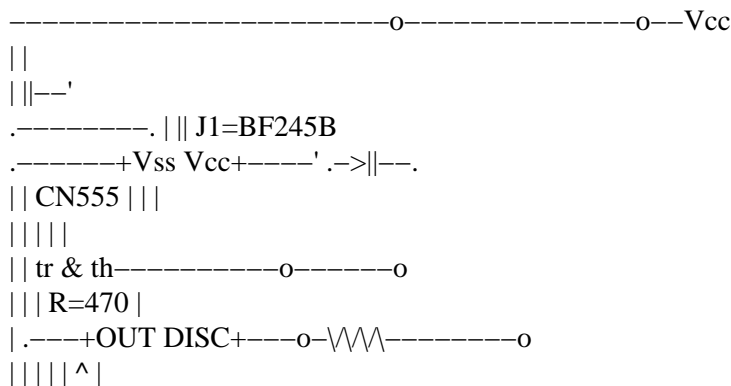 −−−−−−−−−−−−−−−−−−−−−−−o−−−−−−−−−−−−−−o−−Vcc
| |
| ||−−'
.−−−−−−−−. | || J1=BF245B
.−−−−−−+Vss Vcc+−−−−' .−>||−−.
| | CN555 | | |
| | | | |
| | tr & th−−−−−−−−−−o−−−−−−o
| | | R=470 |
| .−−−+OUT DISC+−−−o−\/\/\/\−−−−−−−−o
| | | | | ^ |